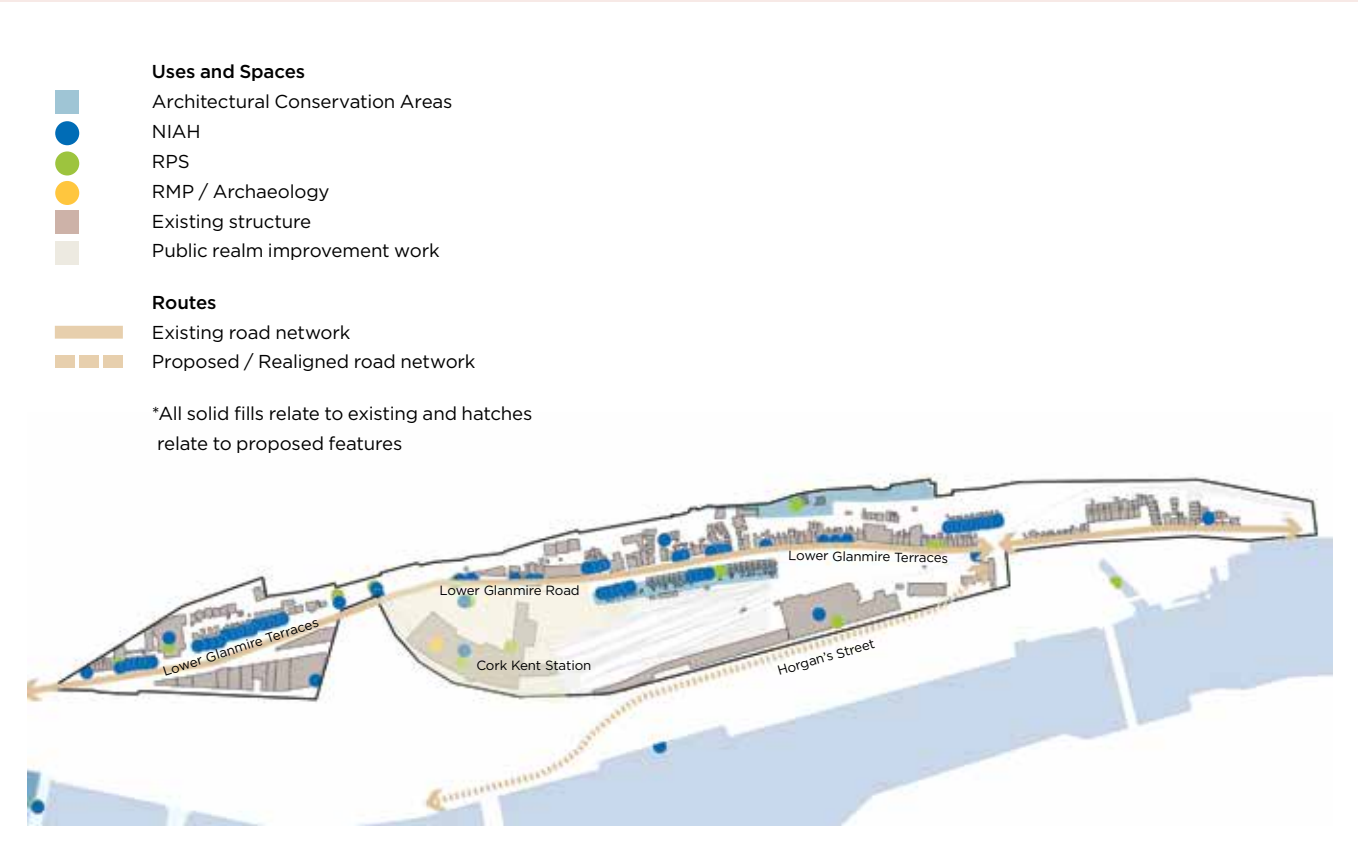 Uses and Spaces
Architectural Conservation Areas
NIAH
RPS
RMP / Archaeology
Existing structure
Public realm improvement work
Routes
Existing road network
Proposed / Realigned road network
*All solid fills relate to existing and hatches
relate to proposed features
Lower Glanmire Terraces
Lower Glanmire Road
Lower Glanmire Terraces
Cork Kent Station
Horgan's Street